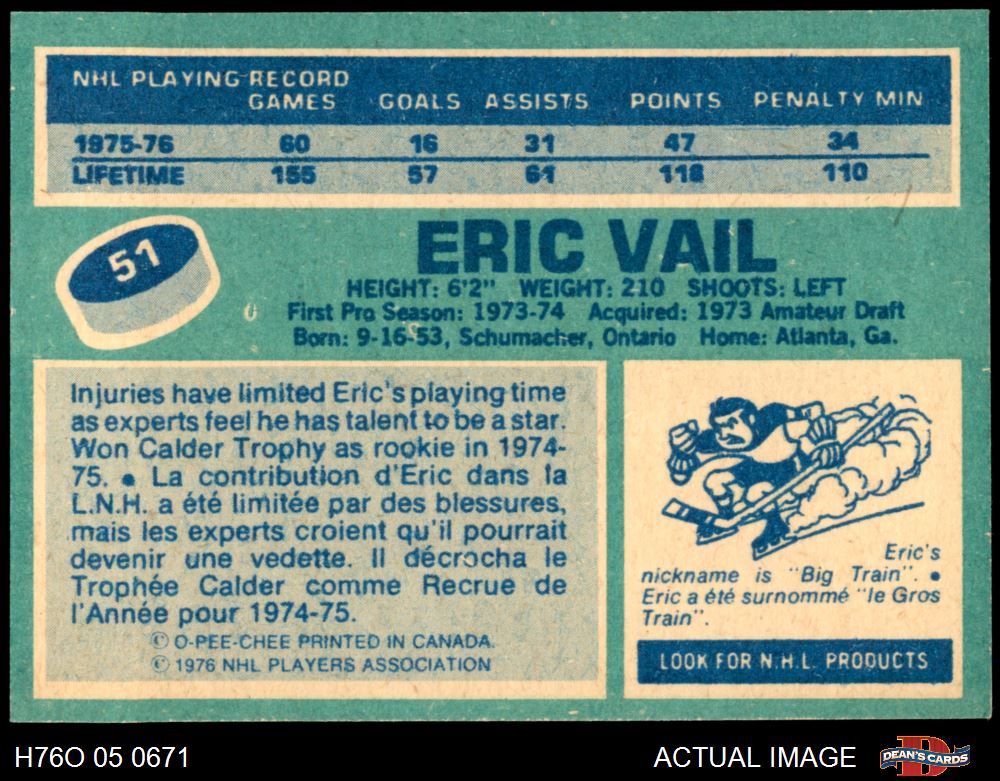 NHL PLAYING RECORD
GAMES GOALS ASSISTS POINTS PENALTY MIN
1975-76 60 16 31 47 34
LIFETIME 155 57 61 118 110
51
ERIC VAIL
HEIGHT: 6'2" WEIGHT: 210 SHOOTS: LEFT
First Pro Season: 1973-74 Acquired: 1973 Amateur Draft
Born: 9-16-53, Schumacher, Ontario Home: Atlanta, Ga.
Injuries have limited Eric's playing time
as experts feel he has talent to be a star.
Won Calder Trophy as rookie in 1974-
75. • La contribution d'Eric dans la
L.N.H. a été limitée par des blessures,
mais les experts croient qu'il pourrait
devenir une vedette. Il décrocha le
Trophée Calder comme Recrue de
l'Année pour 1974-75.
© O-PEE-CHEE PRINTED IN CANADA.
© 1976 NHL PLAYERS ASSOCIATION
Eric's
nickname is "Big Train". •
Eric a été surnommé "le Gros
Train".
LOOK FOR N.H.L. PRODUCTS
H76O 05 0671
ACTUAL IMAGE
DEAN'S CARDS